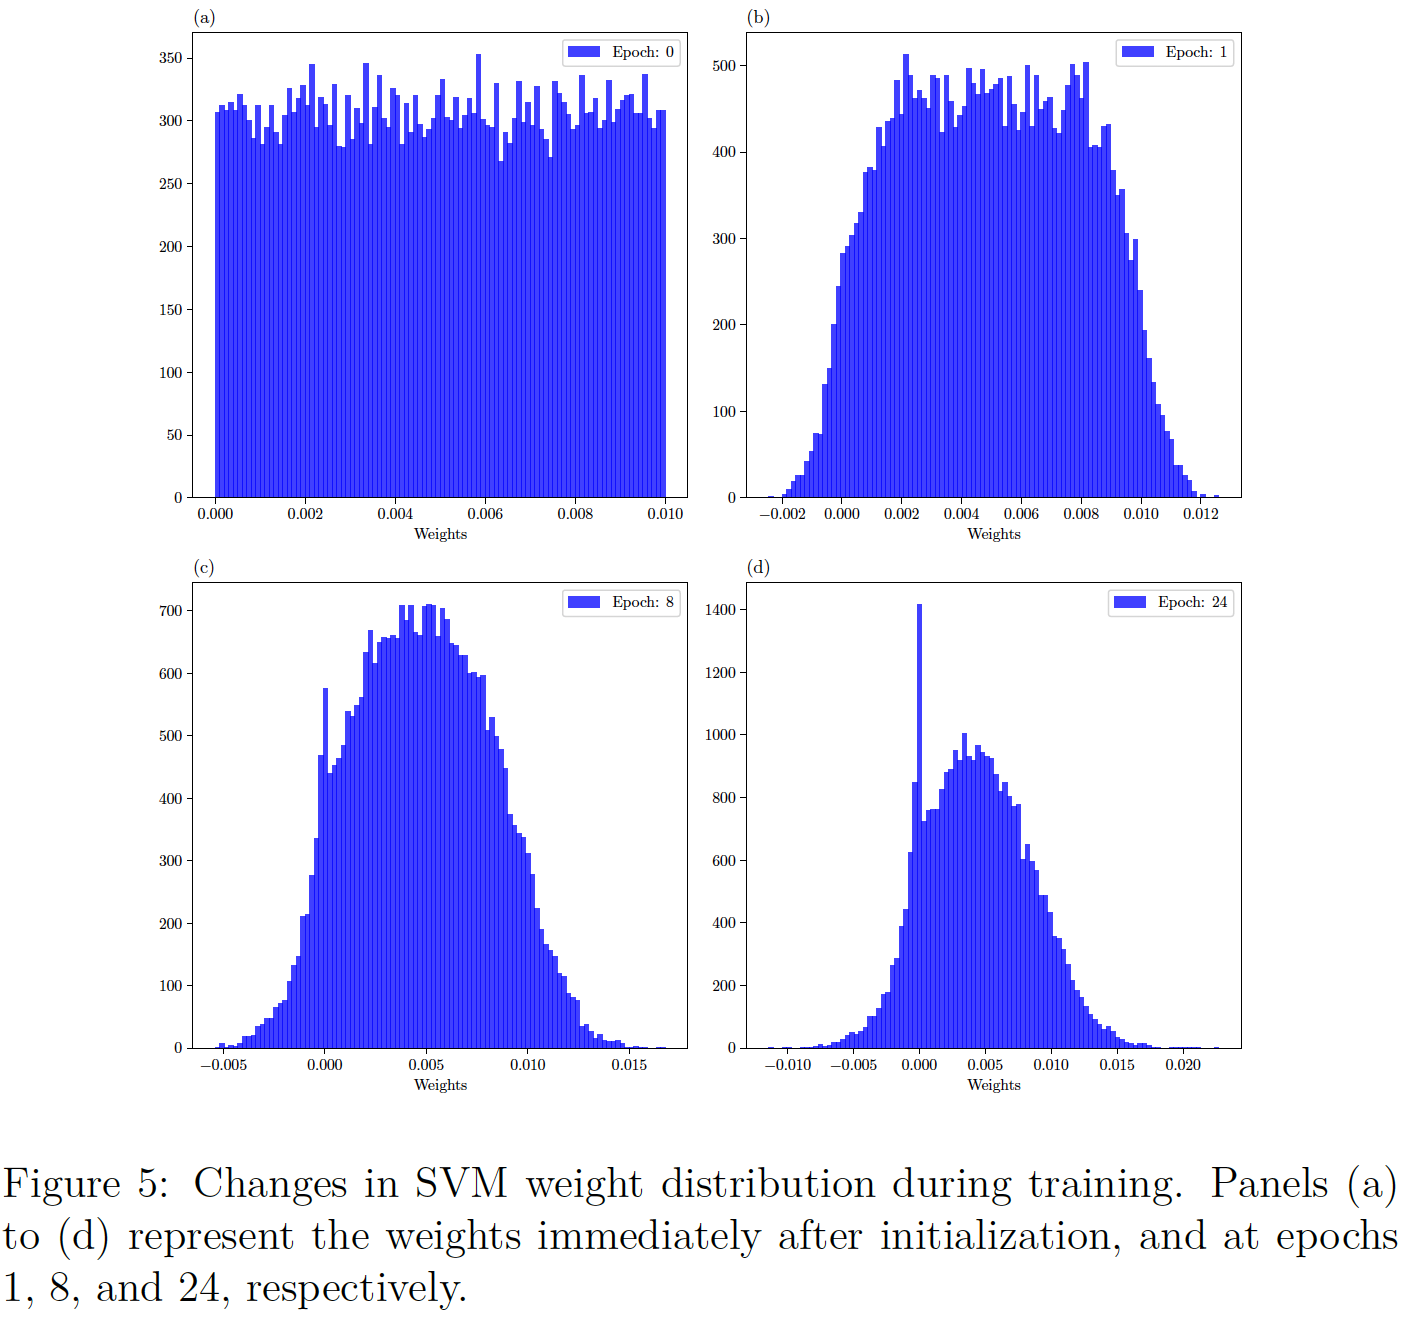 (a)
Epoch: 0
350
300
250
200
150
100
50
0
0.000 0.002 0.004 0.006 0.008 0.010
Weights
(b)
Epoch: 1
500
400
300
200
100
0
−0.002 0.000 0.002 0.004 0.006 0.008 0.010 0.012
Weights
(c)
Epoch: 8
700
600
500
400
300
200
100
0
−0.005 0.000 0.005 0.010 0.015
Weights
(d)
Epoch: 24
1400
1200
1000
800
600
400
200
0
−0.010 −0.005 0.000 0.005 0.010 0.015 0.020
Weights
Figure 5: Changes in SVM weight distribution during training. Panels (a)
to (d) represent the weights immediately after initialization, and at epochs
1, 8, and 24, respectively.